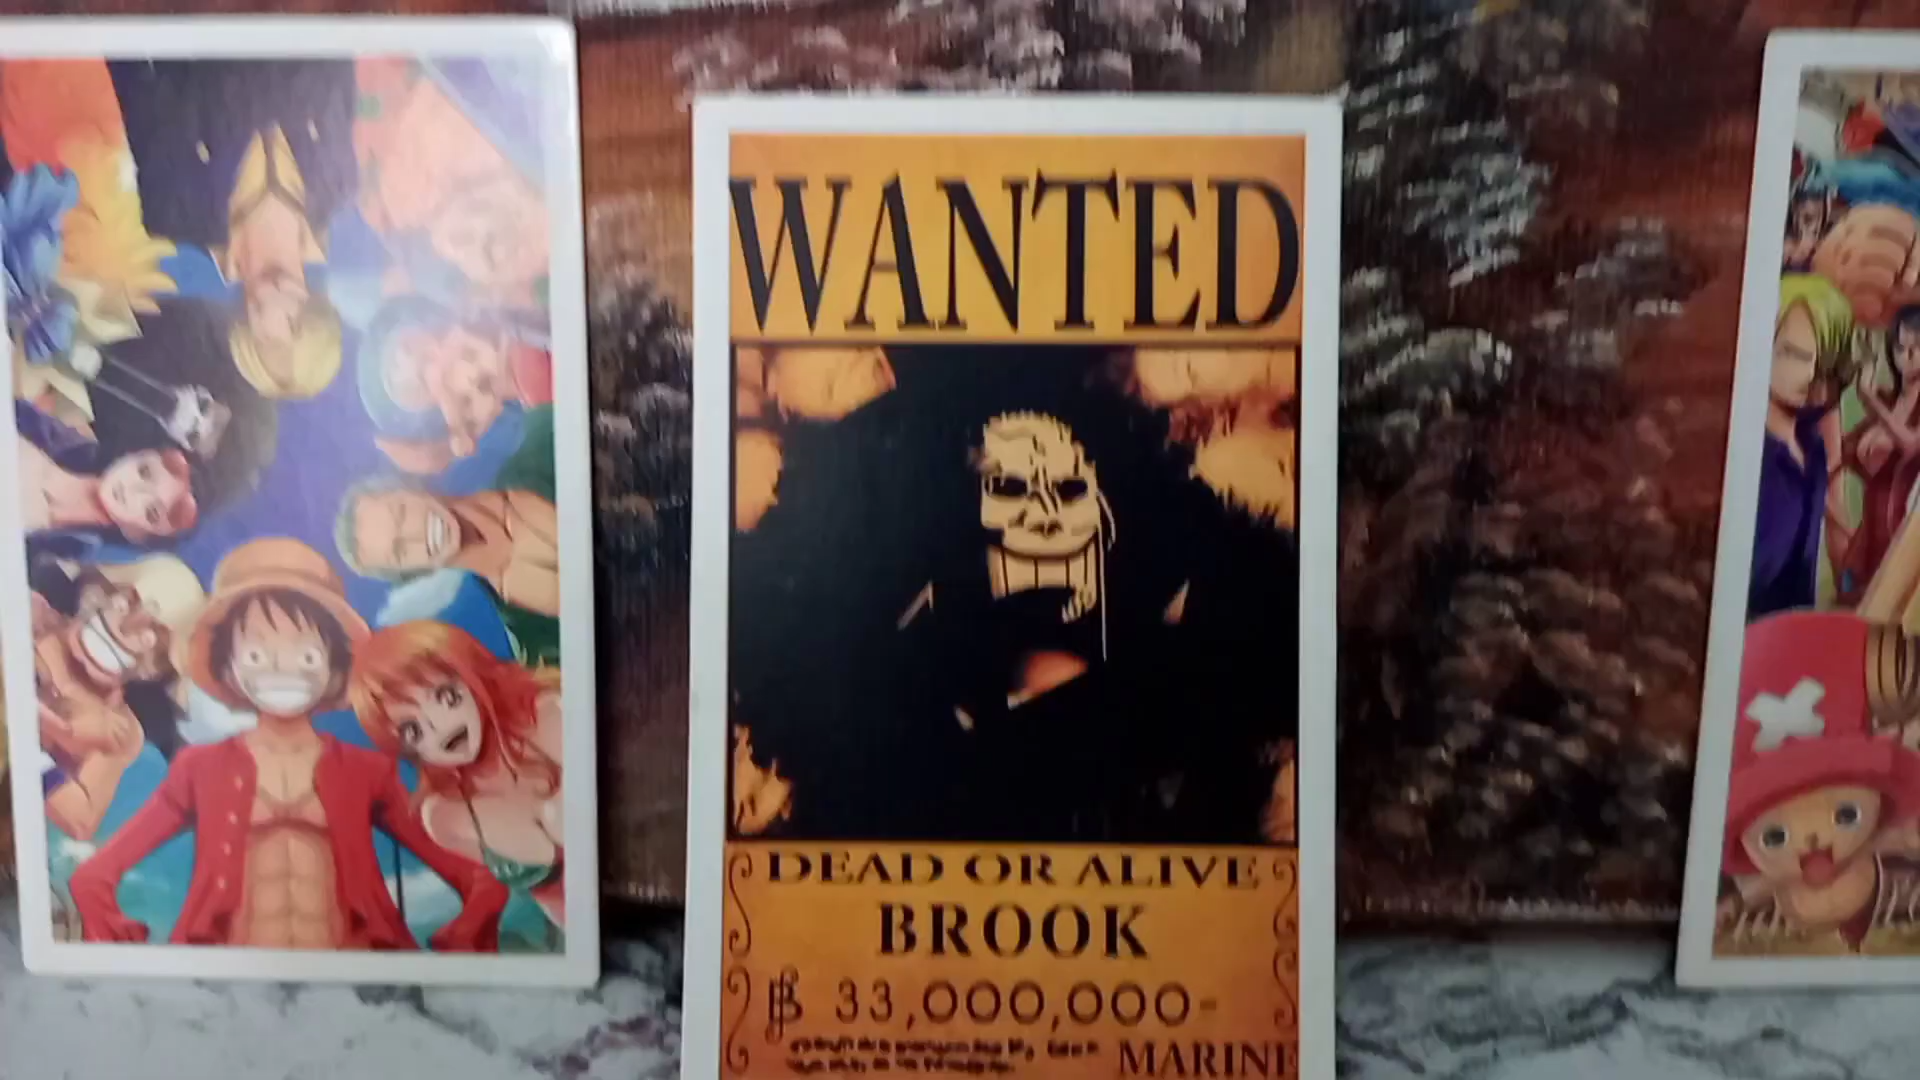 WANTED
DEAD OR ALIVE
BROOK
฿ 33,000,000-
MARINE